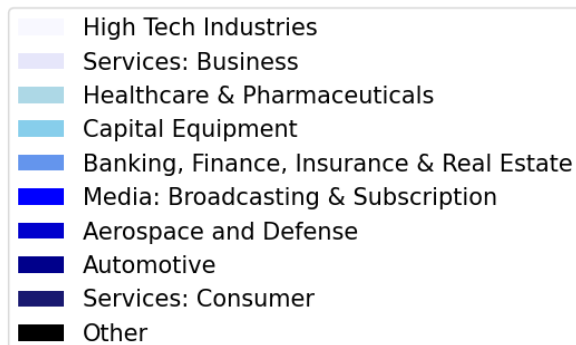 High Tech Industries
Services: Business
Healthcare & Pharmaceuticals
Capital Equipment
Banking, Finance, Insurance & Real Estate
Media: Broadcasting & Subscription
Aerospace and Defense
Automotive
Services: Consumer
Other